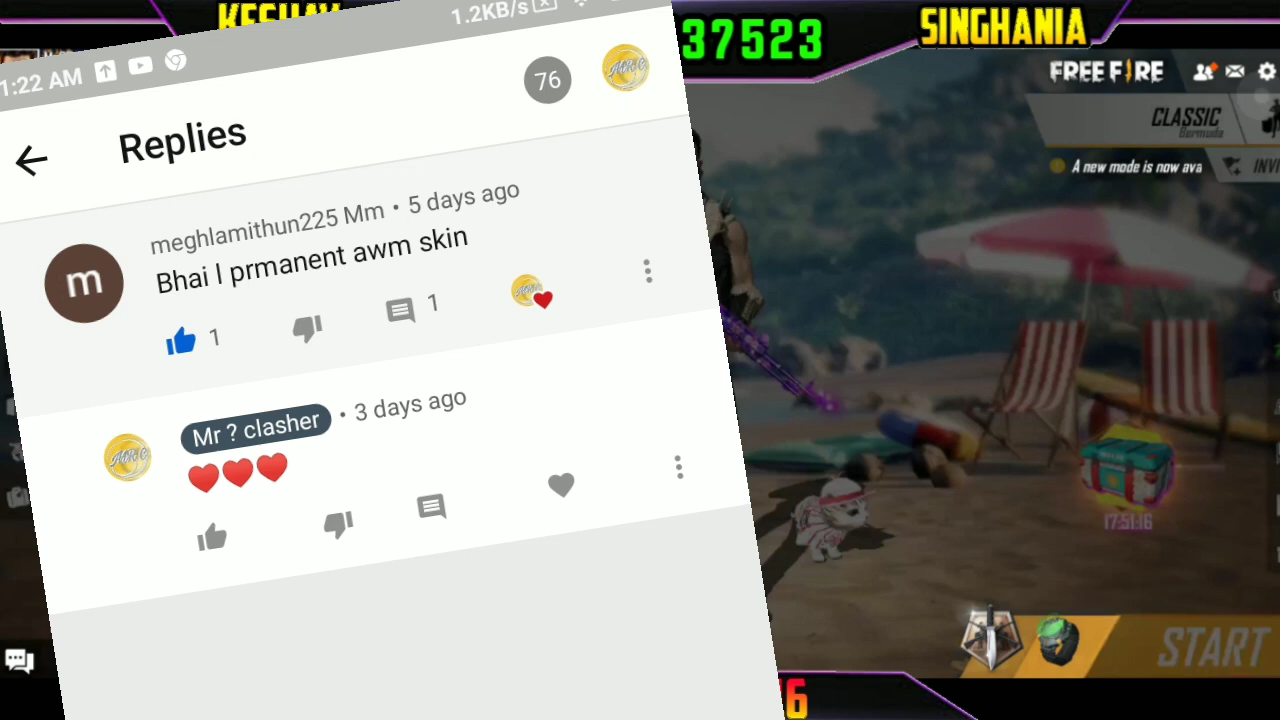 SINGHANIA
37523
1.2KB/s
1:22 AM
76
Replies
meghlamithun225 Mm • 5 days ago
Bhai I prmanent awm skin
1
1
Mr ? clasher • 3 days ago
❤️❤️❤️
FREE FIRE
CLASSIC
Bermuda
A new mode is now ava
INVI
17:51:16
START
6